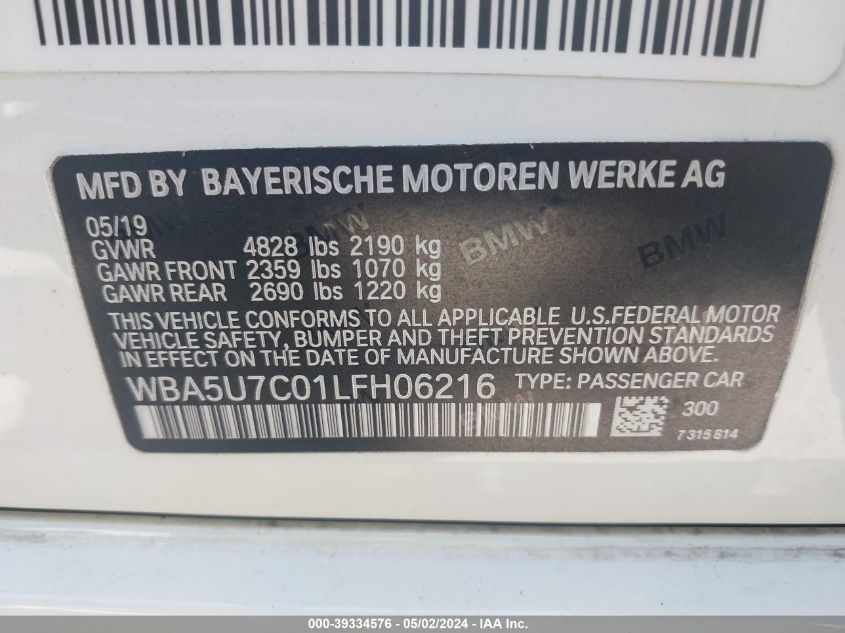 MFD BY BAYERISCHE MOTOREN WERKE AG
05/19
GVWR 4828 lbs 2190 kg
GAWR FRONT 2359 lbs 1070 kg
GAWR REAR 2690 lbs 1220 kg
BMW BMW BMW
THIS VEHICLE CONFORMS TO ALL APPLICABLE U.S.FEDERAL MOTOR
VEHICLE SAFETY, BUMPER AND THEFT PREVENTION STANDARDS
IN EFFECT ON THE DATE OF MANUFACTURE SHOWN ABOVE.
WBA5U7C01LFH06216 TYPE: PASSENGER CAR
300
7315814
000-39334576 — 05/02/2024 — IAA Inc.